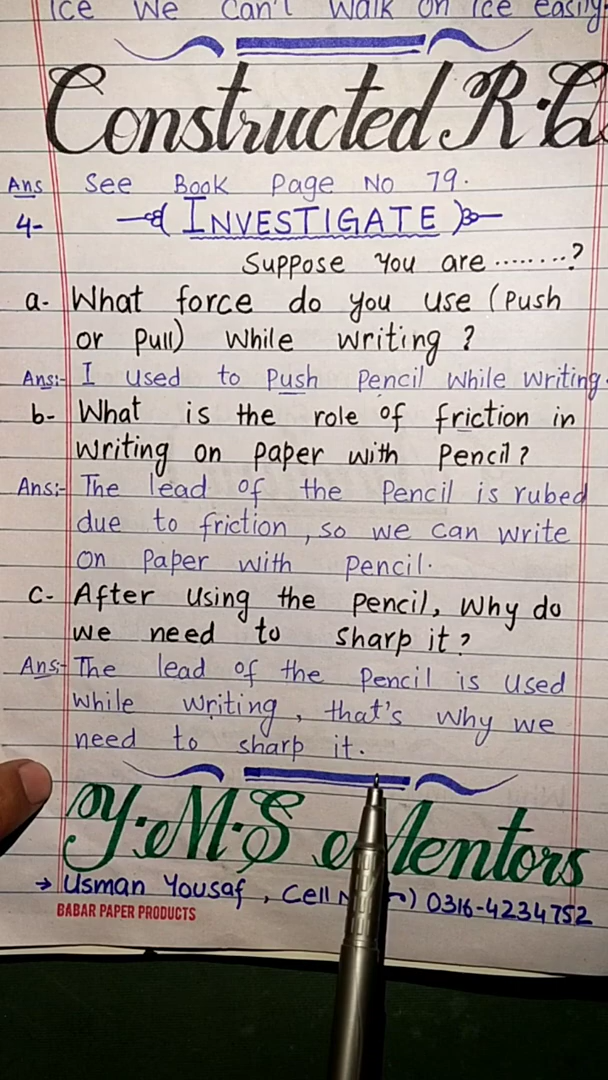 ice we can't walk on ice easily
Constructed R.Q
Ans See Book Page No 79.
4- INVESTIGATE
Suppose you are ........?
a- What force do you use (Push
or pull) while writing ?
Ans:- I used to Push Pencil while writing.
b- What is the role of friction in
writing on paper with Pencil?
Ans:- The lead of the Pencil is rubed
due to friction, so we can write
on Paper with pencil.
c- After using the pencil, Why do
we need to sharp it?
Ans:- The lead of the pencil is used
while writing, that's why we
need to sharp it.
Y.M.S Mentors
→ Usman Yousaf, Cell 0316-4234752
BABAR PAPER PRODUCTS